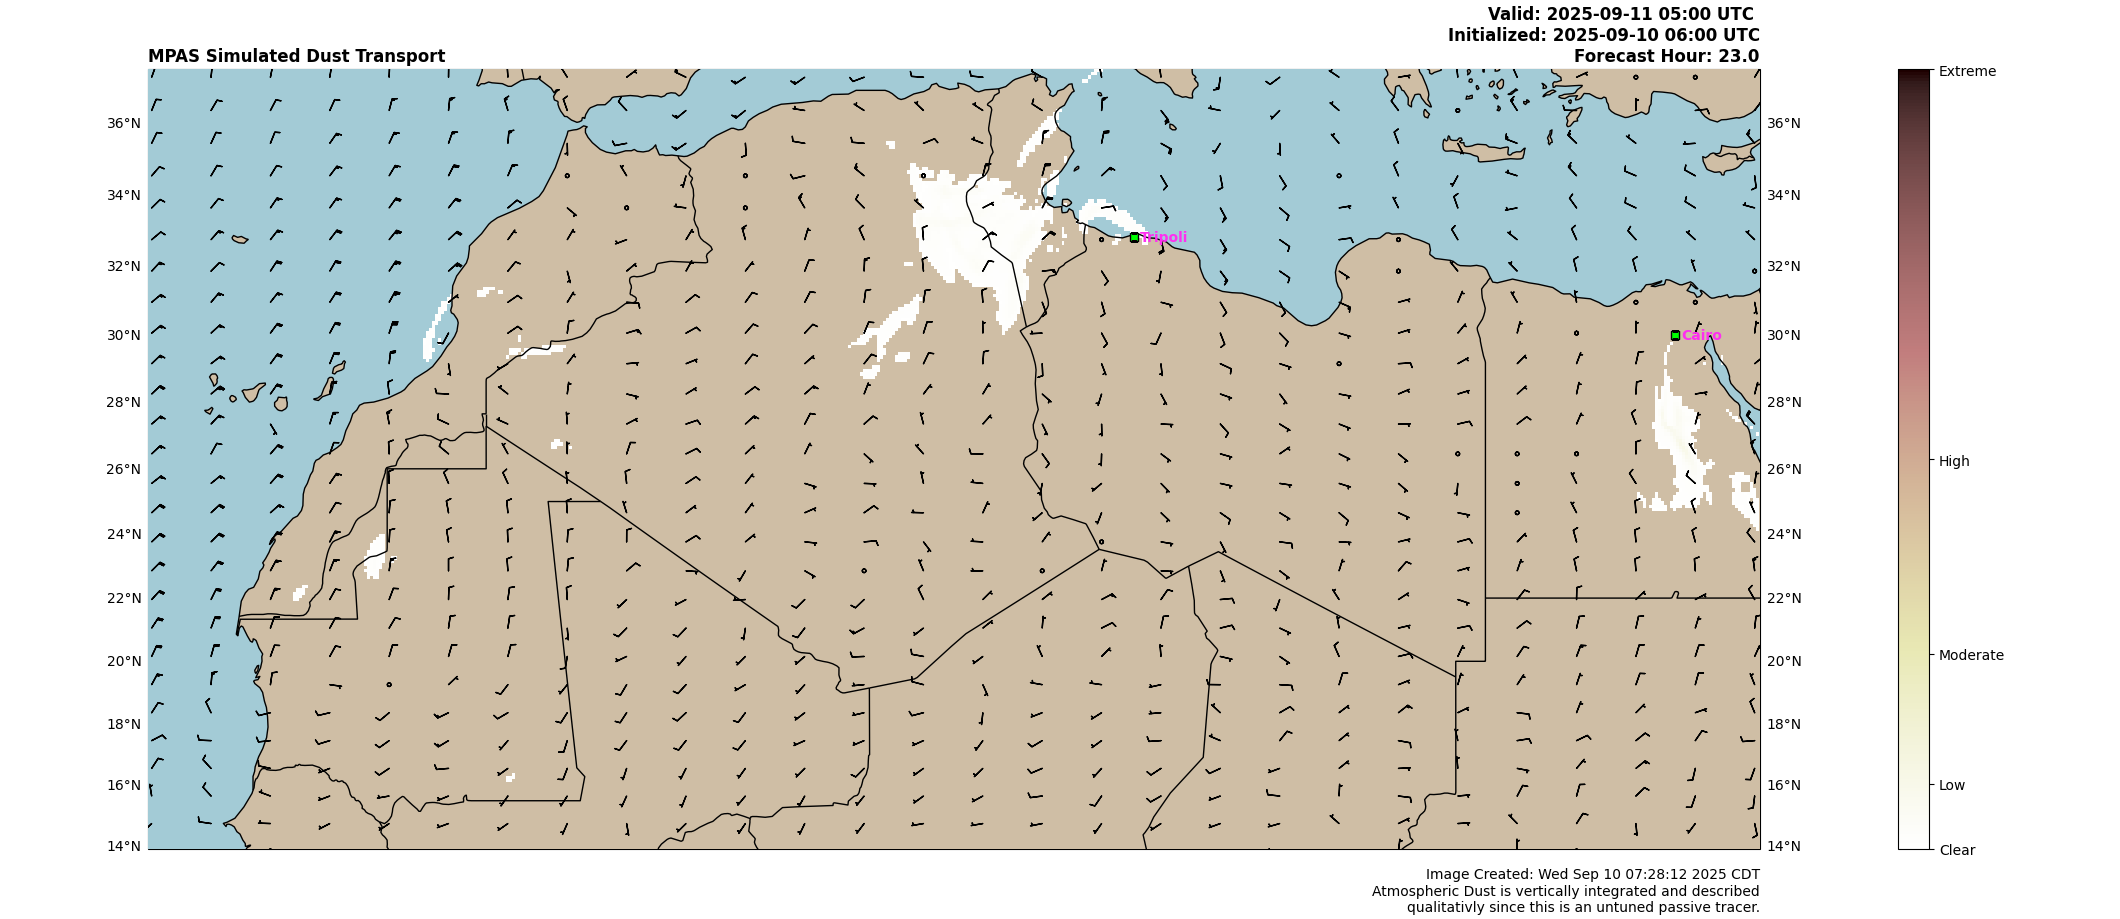 Valid: 2025-09-11 05:00 UTC
Initialized: 2025-09-10 06:00 UTC
MPAS Simulated Dust Transport
Forecast Hour: 23.0
Extreme
36°N
36°N
34°N
34°N
Tripoli
32°N
32°N
30°N
Cairo
30°N
28°N
28°N
26°N
26°N
High
24°N
24°N
22°N
22°N
20°N
20°N
Moderate
18°N
18°N
16°N
16°N
Low
14°N
14°N
Clear
Image Created: Wed Sep 10 07:28:12 2025 CDT
Atmospheric Dust is vertically integrated and described
qualitativly since this is an untuned passive tracer.